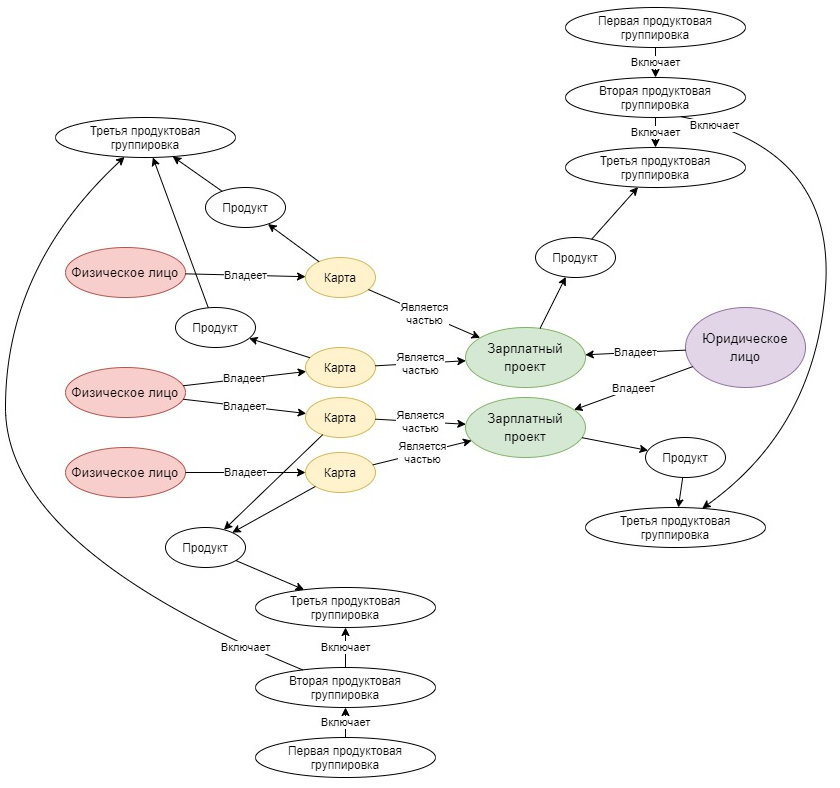 Первая продуктовая
группировка
Включает
Вторая продуктовая
группировка
Включает
Включает
Третья продуктовая
группировка
Третья продуктовая
группировка
Продукт
Продукт
Физическое лицо
Владеет
Карта
Является
частью
Продукт
Зарплатный
проект
Владеет
Юридическое
лицо
Карта
Является
частью
Физическое лицо
Владеет
Владеет
Владеет
Карта
Является
частью
Зарплатный
проект
Является
частью
Физическое лицо
Владеет
Карта
Продукт
Третья продуктовая
группировка
Продукт
Третья продуктовая
группировка
Включает
Включает
Вторая продуктовая
группировка
Включает
Первая продуктовая
группировка